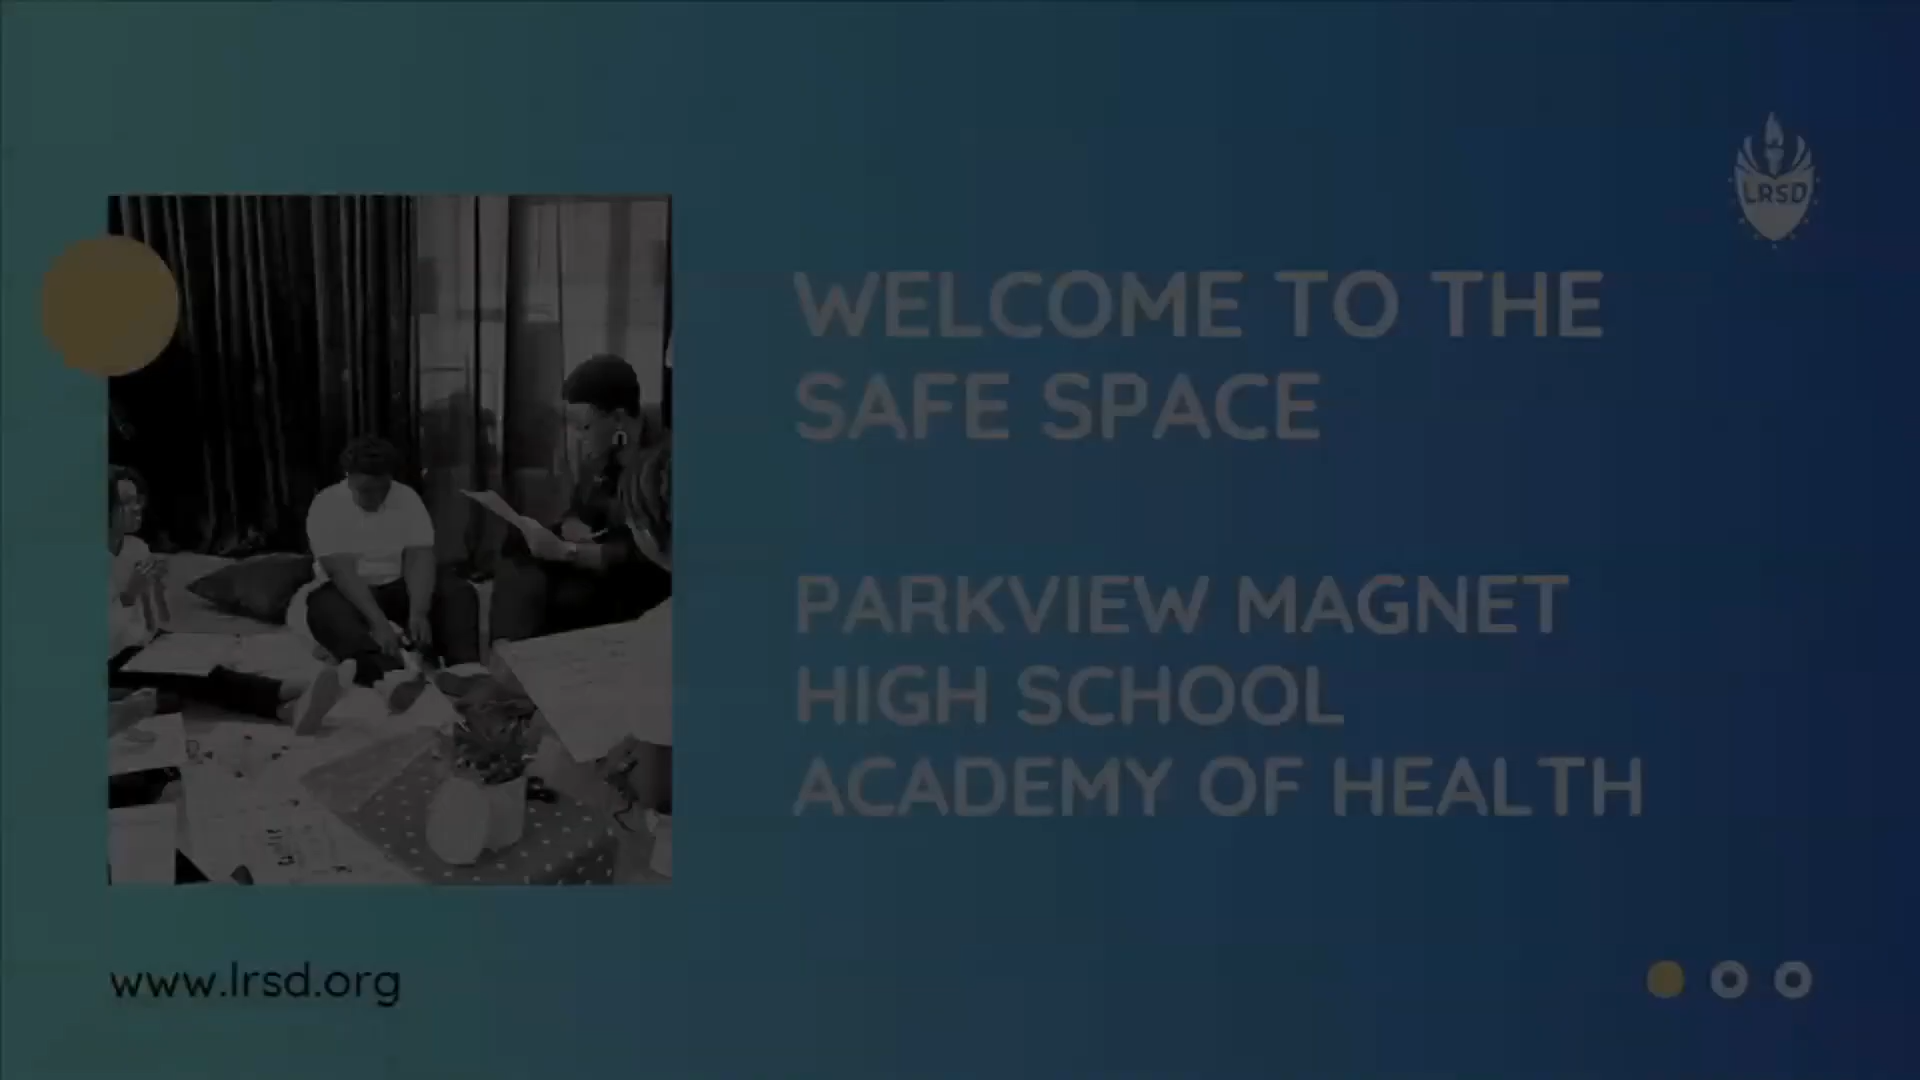 LRSD
WELCOME TO THE
SAFE SPACE
PARKVIEW MAGNET
HIGH SCHOOL
ACADEMY OF HEALTH
www.lrsd.org